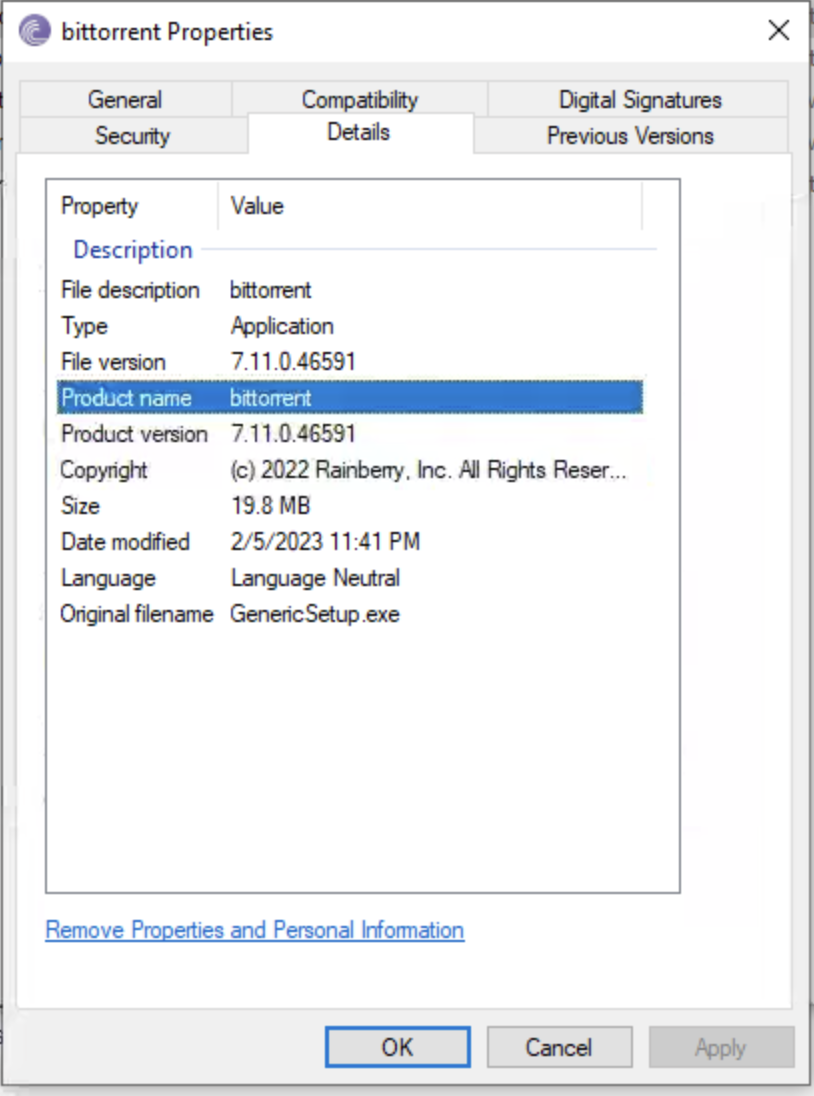 bittorrent Properties
General Compatibility Digital Signatures
Security Details Previous Versions
Property Value
Description
File description bittorrent
Type Application
File version 7.11.0.46591
Product name bittorrent
Product version 7.11.0.46591
Copyright (c) 2022 Rainberry, Inc. All Rights Reser...
Size 19.8 MB
Date modified 2/5/2023 11:41 PM
Language Language Neutral
Original filename GenericSetup.exe
Remove Properties and Personal Information
OK Cancel Apply